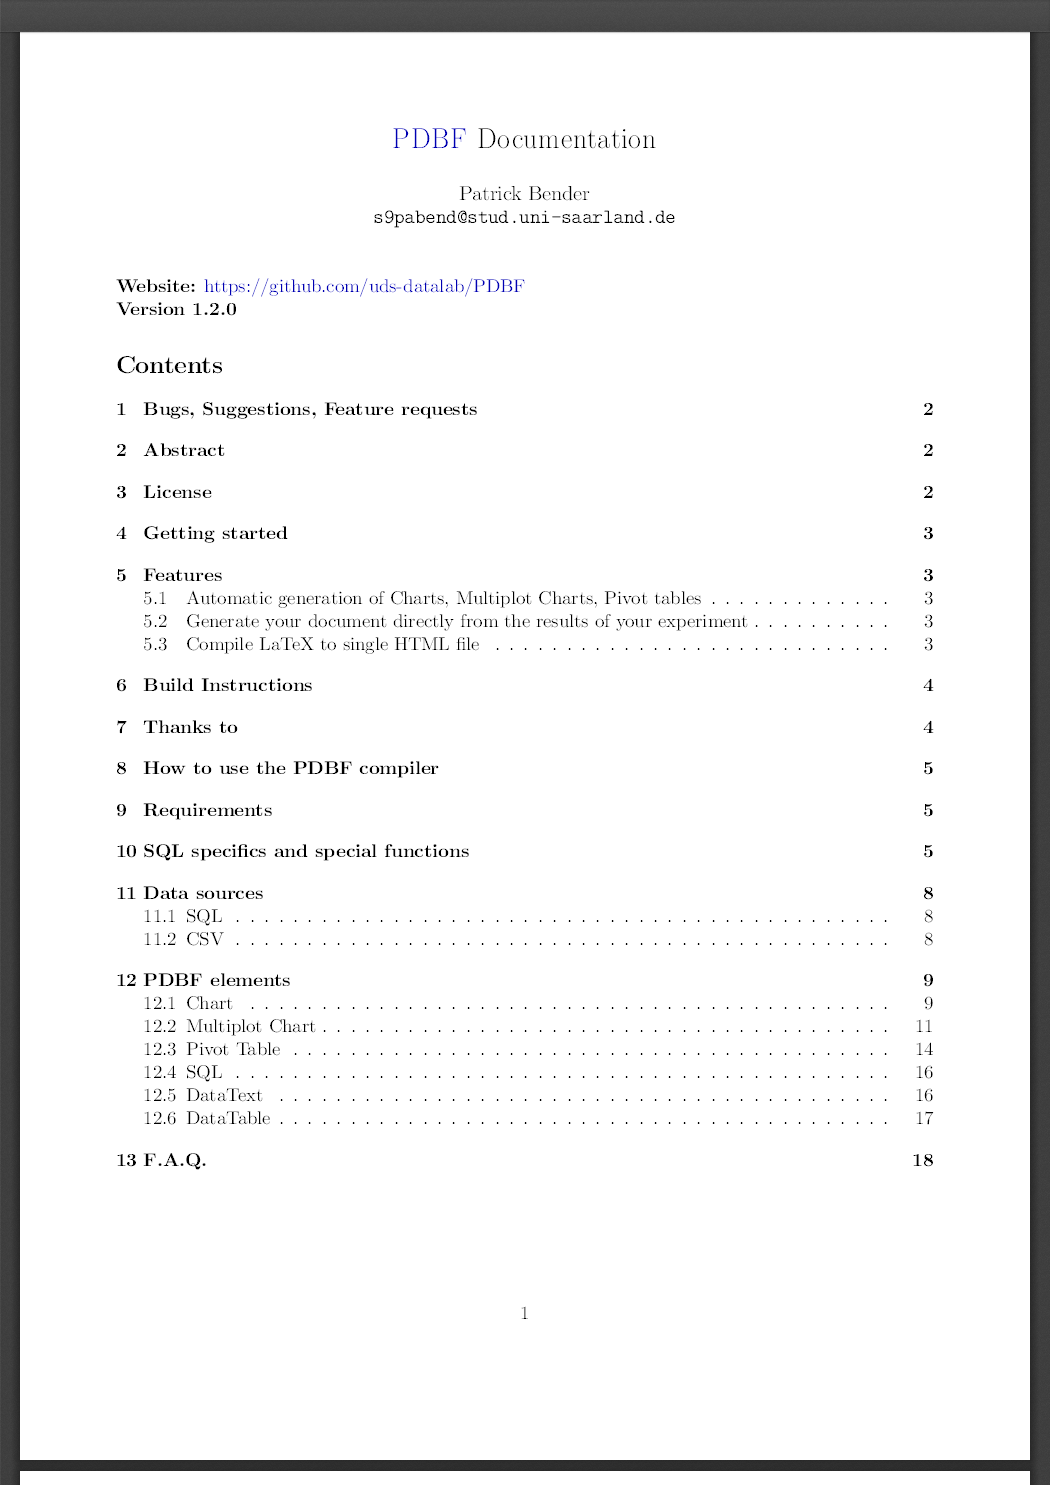 PDBF Documentation
Patrick Bender
s9pabend@stud.uni-saarland.de
Website: https://github.com/uds-datalab/PDBF
Version 1.2.0
Contents
1 Bugs, Suggestions, Feature requests 2
2 Abstract 2
3 License 2
4 Getting started 3
5 Features 3
5.1 Automatic generation of Charts, Multiplot Charts, Pivot tables . . . . . . . . . . . . . 3
5.2 Generate your document directly from the results of your experiment . . . . . . . . . . 3
5.3 Compile LaTeX to single HTML file . . . . . . . . . . . . . . . . . . . . . . . . . . . . 3
6 Build Instructions 4
7 Thanks to 4
8 How to use the PDBF compiler 5
9 Requirements 5
10 SQL specifics and special functions 5
11 Data sources 8
11.1 SQL . . . . . . . . . . . . . . . . . . . . . . . . . . . . . . . . . . . . . . . . . . . . . . 8
11.2 CSV . . . . . . . . . . . . . . . . . . . . . . . . . . . . . . . . . . . . . . . . . . . . . . 8
12 PDBF elements 9
12.1 Chart . . . . . . . . . . . . . . . . . . . . . . . . . . . . . . . . . . . . . . . . . . . . . 9
12.2 Multiplot Chart . . . . . . . . . . . . . . . . . . . . . . . . . . . . . . . . . . . . . . . . 11
12.3 Pivot Table . . . . . . . . . . . . . . . . . . . . . . . . . . . . . . . . . . . . . . . . . . 14
12.4 SQL . . . . . . . . . . . . . . . . . . . . . . . . . . . . . . . . . . . . . . . . . . . . . . 16
12.5 DataText . . . . . . . . . . . . . . . . . . . . . . . . . . . . . . . . . . . . . . . . . . . 16
12.6 DataTable . . . . . . . . . . . . . . . . . . . . . . . . . . . . . . . . . . . . . . . . . . . 17
13 F.A.Q. 18
1